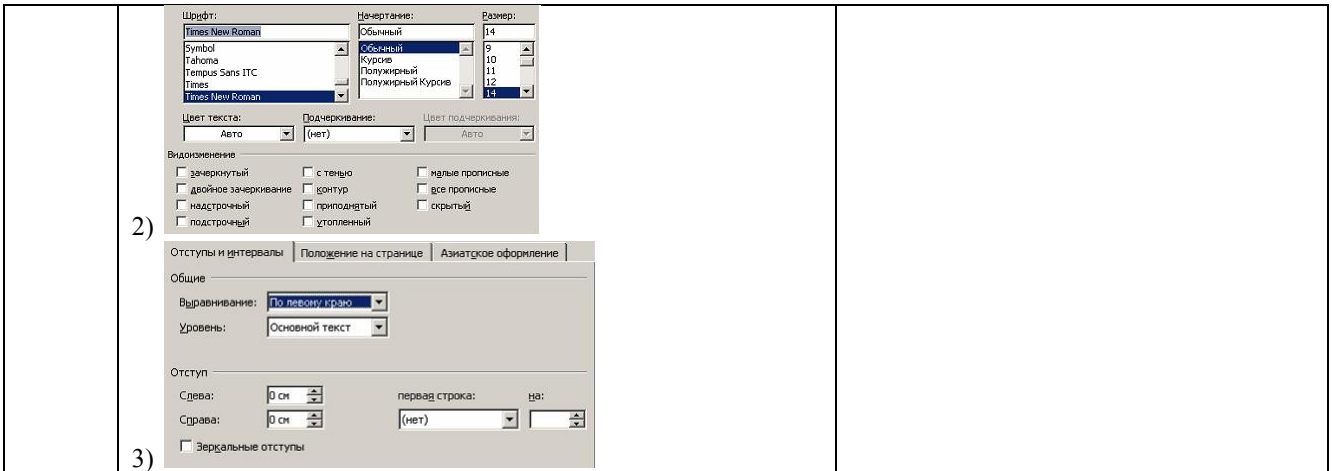 Шрифт: Начертание: Размер:
Times New Roman Обычный 14
Symbol Обычный 9
Tahoma Курсив 10
Tempus Sans ITC Полужирный 11
Times Полужирный Курсив 12
Times New Roman 14
Цвет текста: Подчеркивание: Цвет подчеркивания:
Авто (нет) Авто
Видоизменение
зачеркнутый с тенью малые прописные
двойное зачеркивание контур все прописные
надстрочный приподнятый скрытый
2) подстрочный утопленный
Отступы и интервалы Положение на странице Азиатское оформление
Общие
Выравнивание: По левому краю
Уровень: Основной текст
Отступ
Слева: 0 см первая строка: на:
Справа: 0 см (нет)
3) Зеркальные отступы